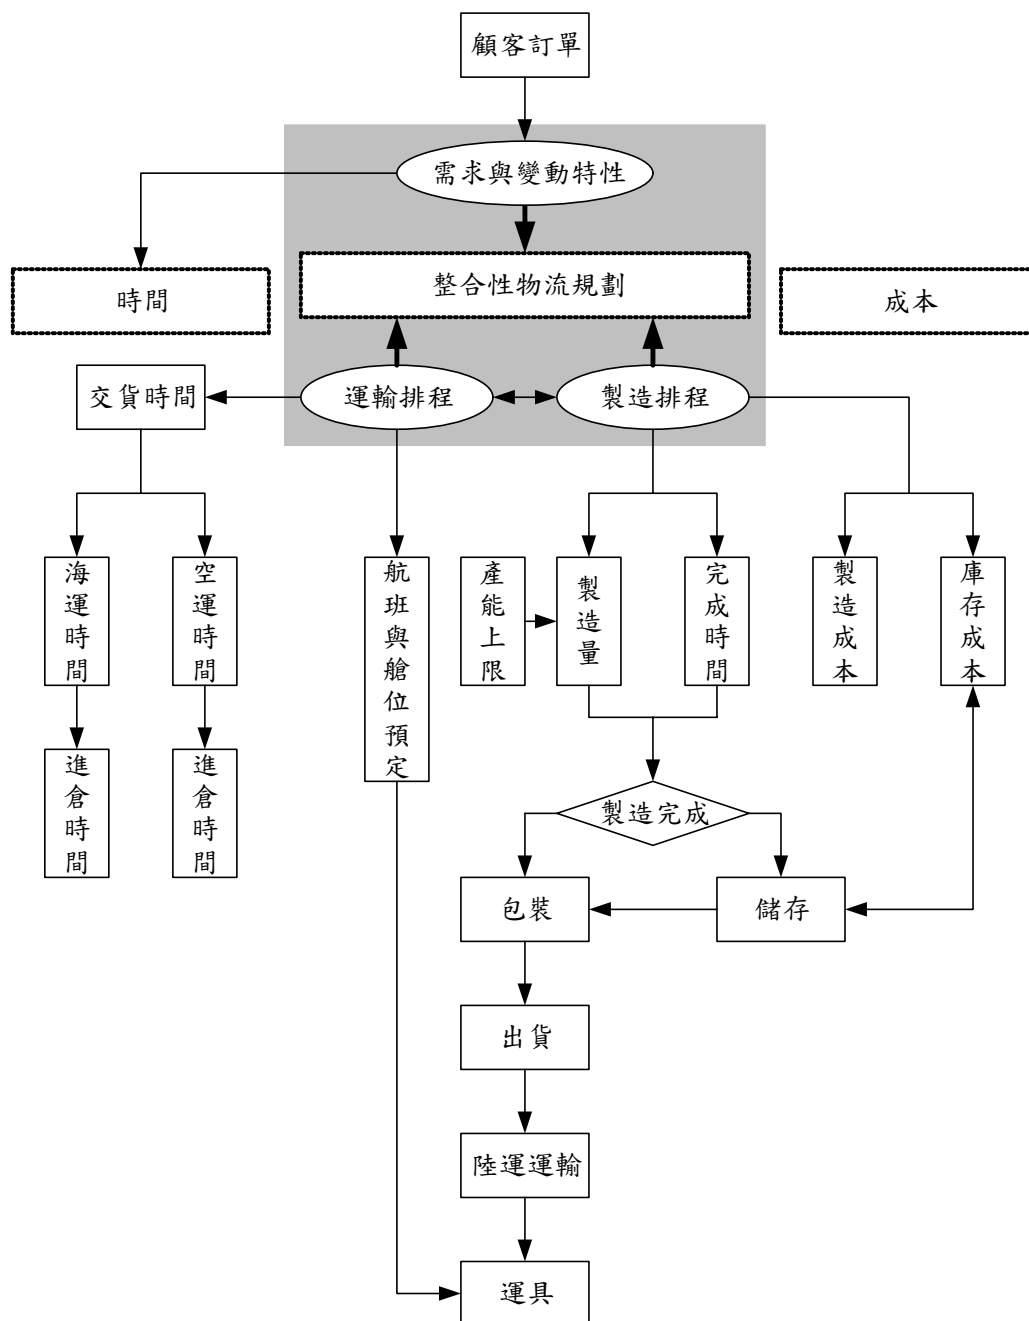 顧客訂單
需求與變動特性
時間
整合性物流規劃
成本
交貨時間
運輸排程
製造排程
海運時間
空運時間
航班與艙位預定
產能上限
製造量
完成時間
製造成本
庫存成本
進倉時間
進倉時間
製造完成
包裝
儲存
出貨
陸運運輸
運具